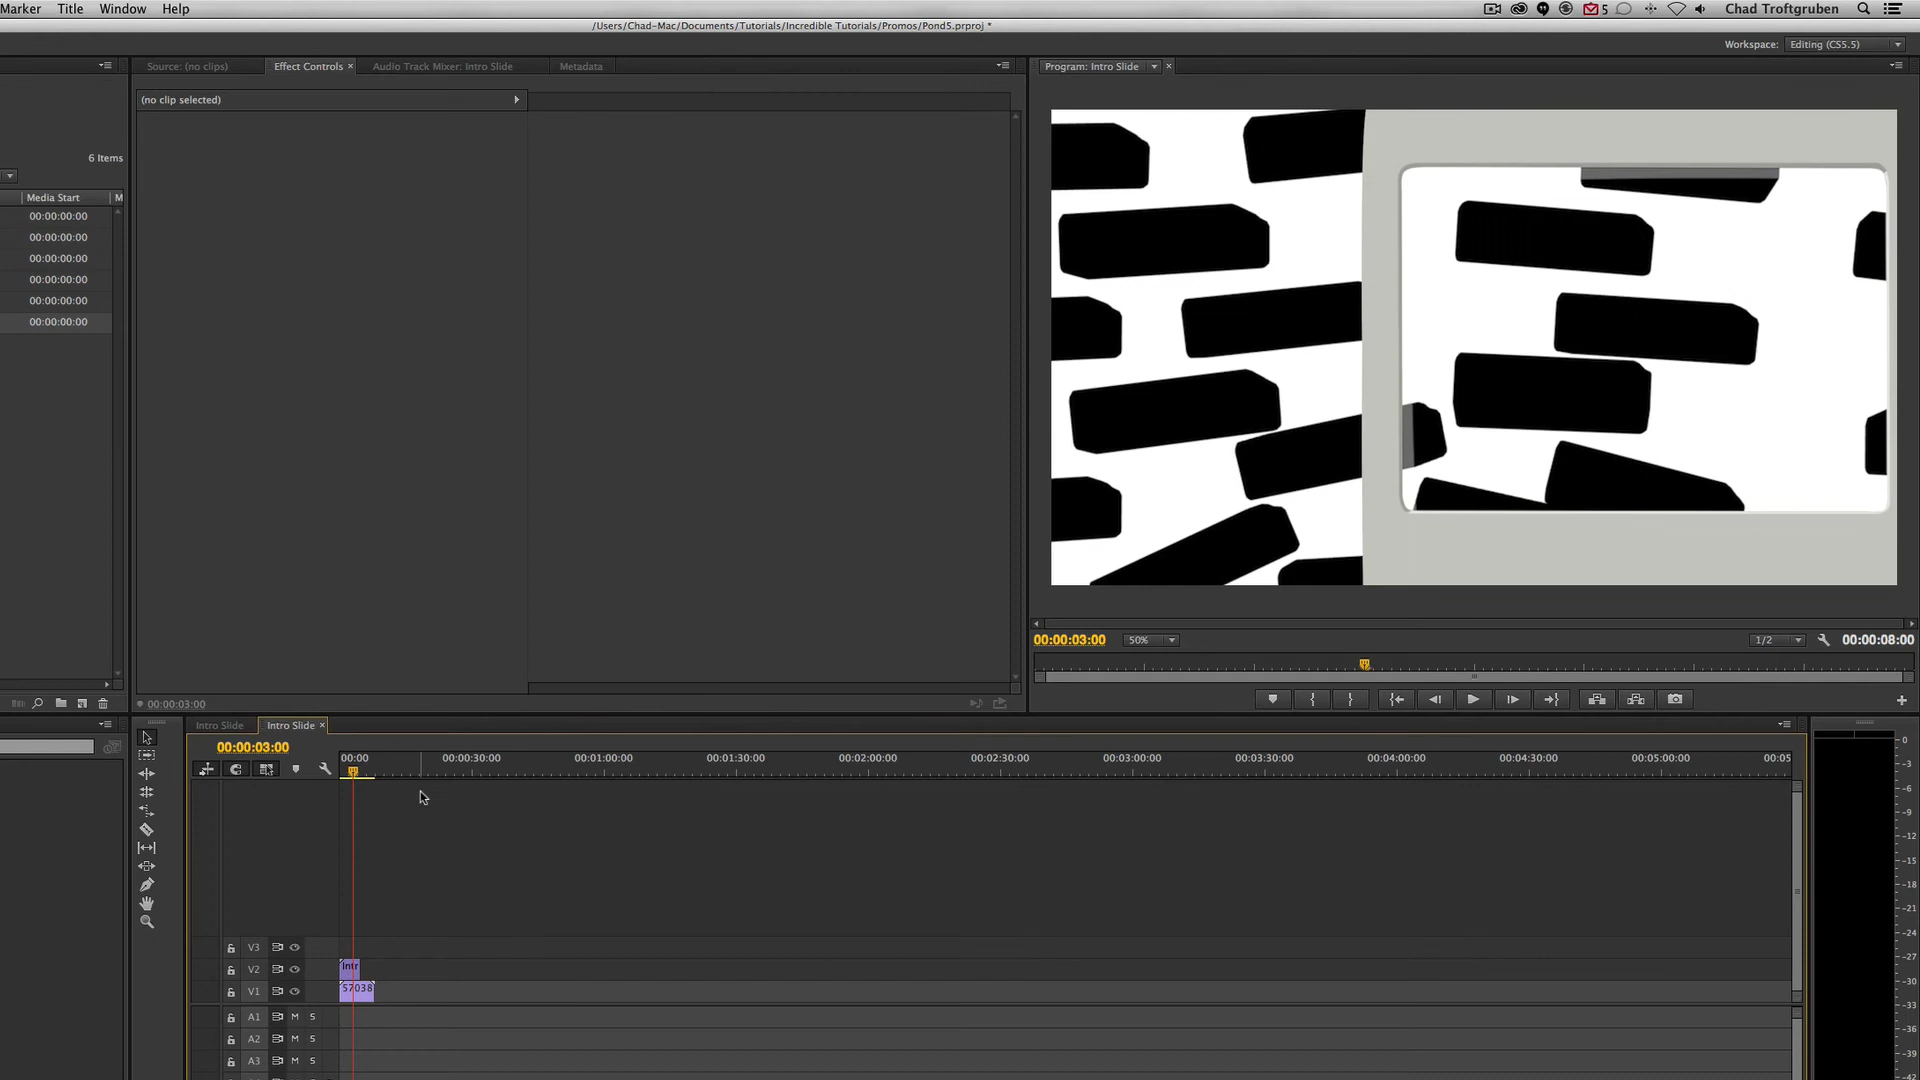 Marker Title Window Help 5 Chad Troftgruben
/Users/Chad-Mac/Documents/Tutorials/Incredible Tutorials/Promos/Pond5.prproj *
Workspace: Editing (CS5.5)
Source: (no clips) Effect Controls × Audio Track Mixer: Intro Slide Metadata Program: Intro Slide ×
(no clip selected)
6 Items
Media Start M
00:00:00:00
00:00:00:00
00:00:00:00
00:00:00:00
00:00:00:00
00:00:00:00
00:00:03:00 50% 1/2 00:00:08:00
00:00:03:00
Intro Slide Intro Slide ×
00:00:03:00
00:00 00:00:30:00 00:01:00:00 00:01:30:00 00:02:00:00 00:02:30:00 00:03:00:00 00:03:30:00 00:04:00:00 00:04:30:00 00:05:00:00 00:05
V3
V2 Intr
V1 57038
A1 M S
A2 M S
A3 M S
0
-3
-6
-9
-12
-15
-18
-21
-24
-27
-30
-33
-36
-39
-42